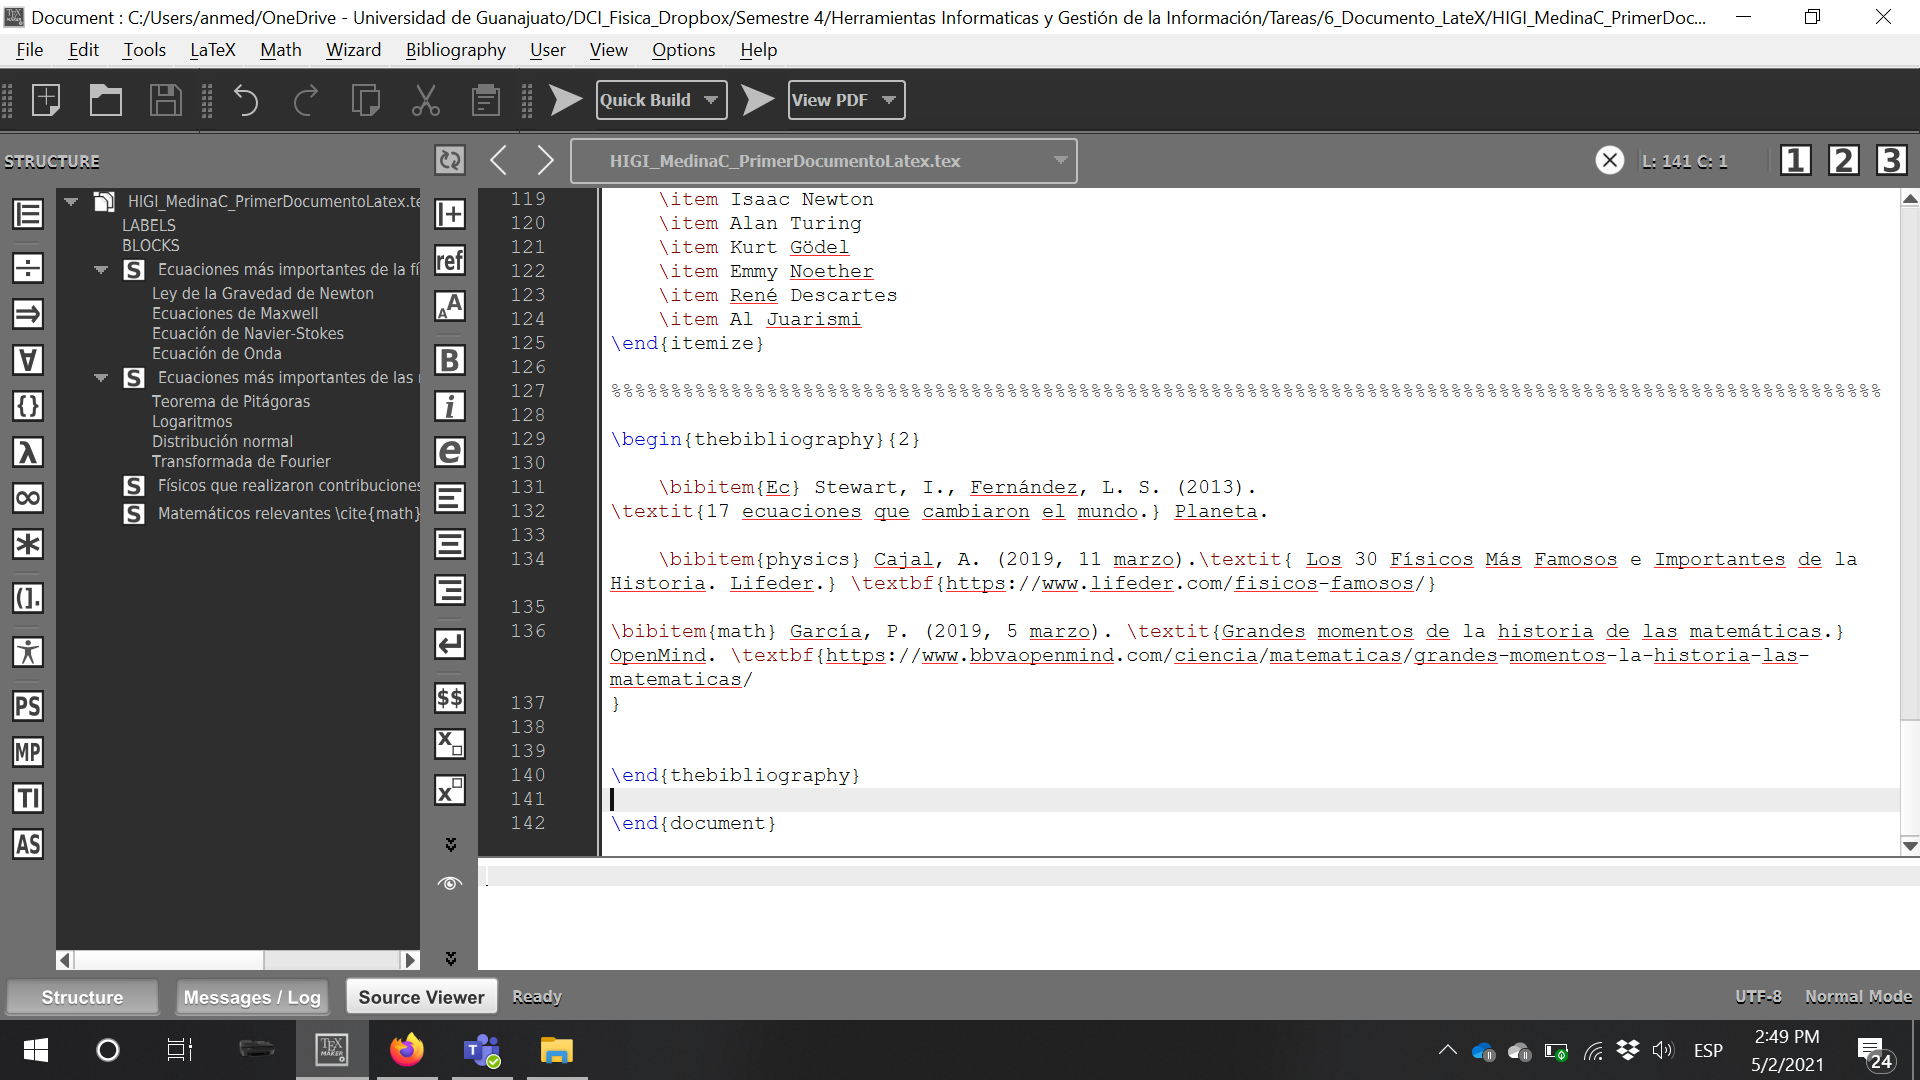 Document : C:/Users/anmed/OneDrive - Universidad de Guanajuato/DCI_Fisica_Dropbox/Semestre 4/Herramientas Informaticas y Gestión de la Información/Tareas/6_Documento_LateX/HIGI_MedinaC_PrimerDoc...
File Edit Tools LaTeX Math Wizard Bibliography User View Options Help
Quick Build View PDF
STRUCTURE
HIGI_MedinaC_PrimerDocumentoLatex.tex
L: 141 C: 1
1 2 3
HIGI_MedinaC_PrimerDocumentoLatex.te
LABELS
BLOCKS
S Ecuaciones más importantes de la fí
Ley de la Gravedad de Newton
Ecuaciones de Maxwell
Ecuación de Navier-Stokes
Ecuación de Onda
S Ecuaciones más importantes de las
Teorema de Pitágoras
Logaritmos
Distribución normal
Transformada de Fourier
S Físicos que realizaron contribuciones
S Matemáticos relevantes \cite{math}
÷
⇒
∀
{}
λ
∞
*
(].
PS
MP
TI
AS
ref
AA
B
i
e
$$
x
x
119 \item Isaac Newton
120 \item Alan Turing
121 \item Kurt Gödel
122 \item Emmy Noether
123 \item René Descartes
124 \item Al Juarismi
125 \end{itemize}
126
127 %%%%%%%%%%%%%%%%%%%%%%%%%%%%%%%%%%%%%%%%%%%%%%%%%%%%%%%%%%%%%%%%%%%%%%%%%%%%%%%%%%%%%%%%%%%%%%%%%%%%%%%%%%%%
128
129 \begin{thebibliography}{2}
130
131 \bibitem{Ec} Stewart, I., Fernández, L. S. (2013).
132 \textit{17 ecuaciones que cambiaron el mundo.} Planeta.
133
134 \bibitem{physics} Cajal, A. (2019, 11 marzo).\textit{ Los 30 Físicos Más Famosos e Importantes de la
Historia. Lifeder.} \textbf{https://www.lifeder.com/fisicos-famosos/}
135
136 \bibitem{math} García, P. (2019, 5 marzo). \textit{Grandes momentos de la historia de las matemáticas.}
OpenMind. \textbf{https://www.bbvaopenmind.com/ciencia/matematicas/grandes-momentos-la-historia-las-
matematicas/
137 }
138
139
140 \end{thebibliography}
141
142 \end{document}
Structure Messages / Log Source Viewer Ready
UTF-8 Normal Mode
TEX MAKER
ESP
2:49 PM
5/2/2021
24